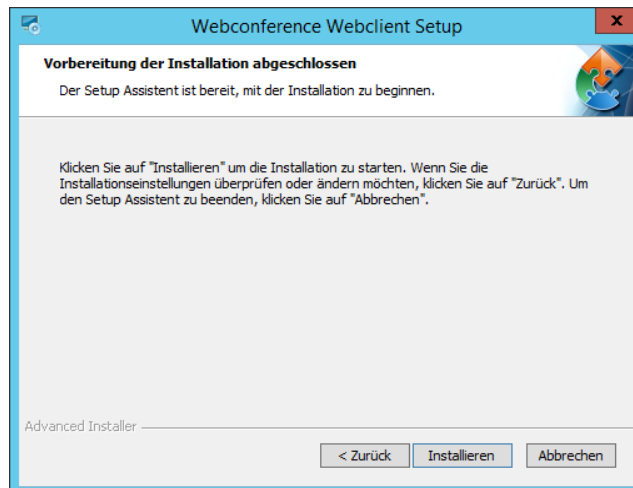 Webconference Webclient Setup
x
Vorbereitung der Installation abgeschlossen
Der Setup Assistent ist bereit, mit der Installation zu beginnen.
Klicken Sie auf "Installieren" um die Installation zu starten. Wenn Sie die
Installationseinstellungen überprüfen oder ändern möchten, klicken Sie auf "Zurück". Um
den Setup Assistent zu beenden, klicken Sie auf "Abbrechen".
Advanced Installer
< Zurück
Installieren
Abbrechen